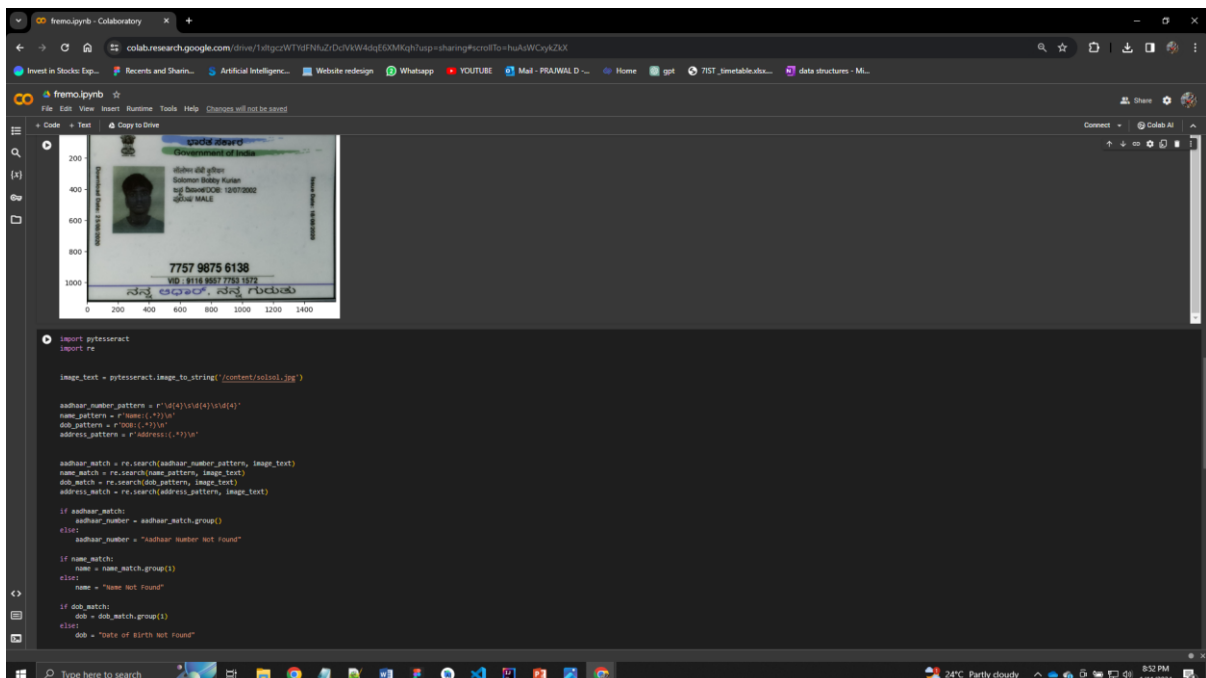 fremo.ipynb - Colaboratory
colab.research.google.com/drive/
Invest in Stocks: Exp...
Recents and Sharin...
Artificial Intelligenc...
Website redesign
Whatsapp
YOUTUBE
Mail - PRAJWAL D -...
Home
gpt
7IST_timetable.xlsx...
data structures - Mi...
fremo.ipynb
File Edit View Insert Runtime Tools Help Changes will not be saved
Share
+ Code + Text Copy to Drive
Connect
Colab AI
200
400
600
800
1000
ಭಾರತ ಸರ್ಕಾರ
Government of India
Solomon Bobby Kurian
DOB: 12/07/2002
MALE
7757 9875 6138
VID : 9116 9557 7753 1572
ನನ್ನ ಆಧಾರ್, ನನ್ನ ಗುರುತು
0 200 400 600 800 1000 1200 1400
import pytesseract
import re
image_text = pytesseract.image_to_string('/content/solsol.jpg')
aadhaar_number_pattern = r'\d{4}\s\d{4}\s\d{4}'
name_pattern = r'Name:(.*?)\n'
dob_pattern = r'DOB:(.*?)\n'
address_pattern = r'Address:(.*?)\n'
aadhaar_match = re.search(aadhaar_number_pattern, image_text)
name_match = re.search(name_pattern, image_text)
dob_match = re.search(dob_pattern, image_text)
address_match = re.search(address_pattern, image_text)
if aadhaar_match:
aadhaar_number = aadhaar_match.group()
else:
aadhaar_number = "Aadhaar Number Not Found"
if name_match:
name = name_match.group(1)
else:
name = "Name Not Found"
if dob_match:
dob = dob_match.group(1)
else:
dob = "Date of Birth Not Found"
Type here to search
24°C Partly cloudy
8:52 PM